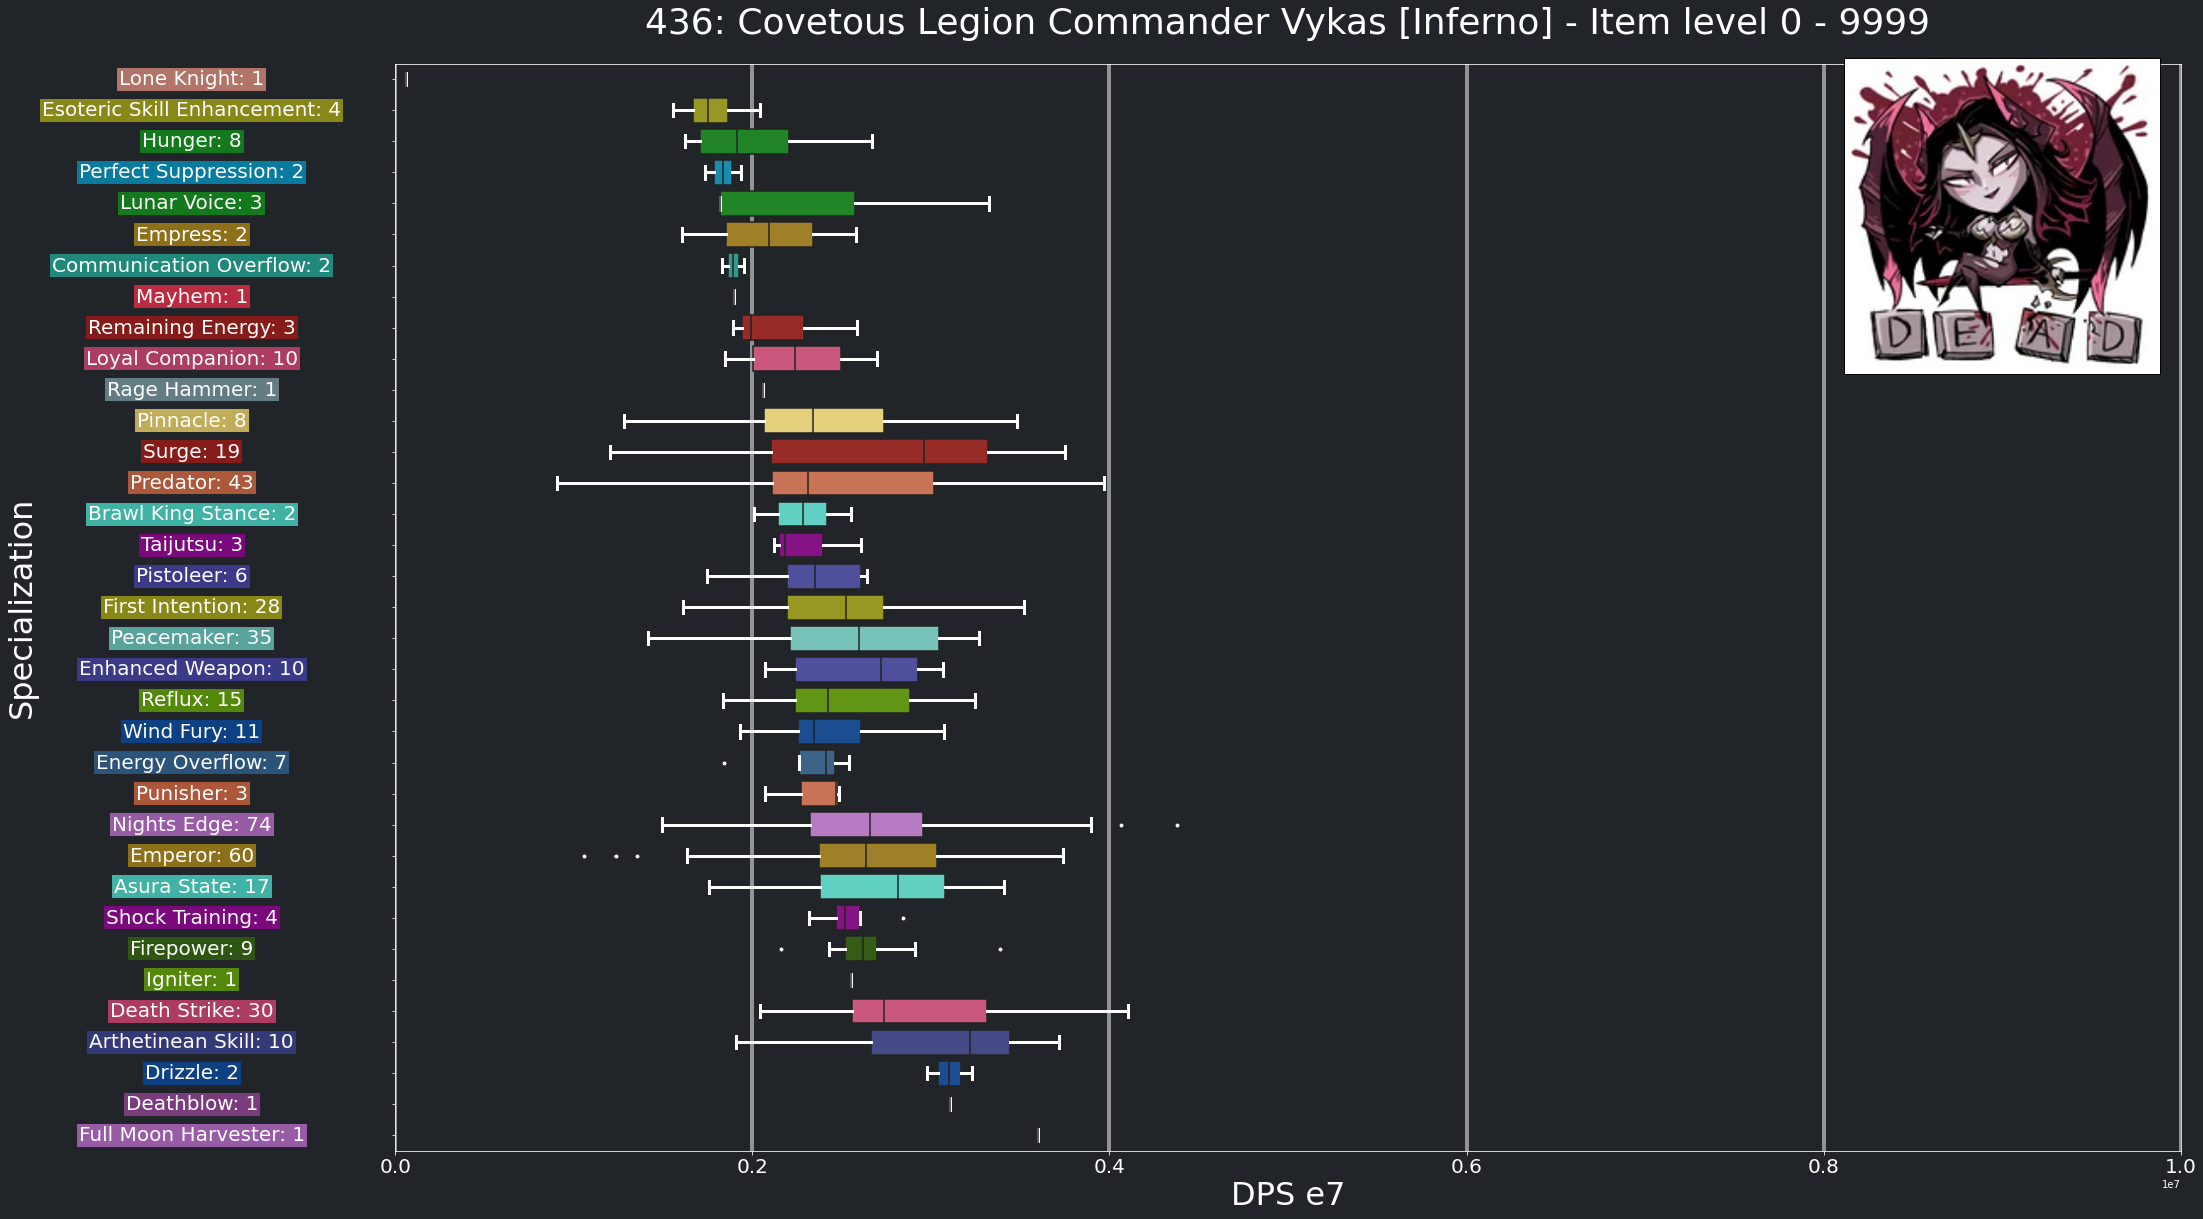 436: Covetous Legion Commander Vykas [Inferno] - Item level 0 - 9999
Specialization
Lone Knight: 1
Esoteric Skill Enhancement: 4
Hunger: 8
Perfect Suppression: 2
Lunar Voice: 3
Empress: 2
Communication Overflow: 2
Mayhem: 1
Remaining Energy: 3
Loyal Companion: 10
Rage Hammer: 1
Pinnacle: 8
Surge: 19
Predator: 43
Brawl King Stance: 2
Taijutsu: 3
Pistoleer: 6
First Intention: 28
Peacemaker: 35
Enhanced Weapon: 10
Reflux: 15
Wind Fury: 11
Energy Overflow: 7
Punisher: 3
Nights Edge: 74
Emperor: 60
Asura State: 17
Shock Training: 4
Firepower: 9
Igniter: 1
Death Strike: 30
Arthetinean Skill: 10
Drizzle: 2
Deathblow: 1
Full Moon Harvester: 1
DEAD
0.0 0.2 0.4 0.6 0.8 1.0
1e7
DPS e7